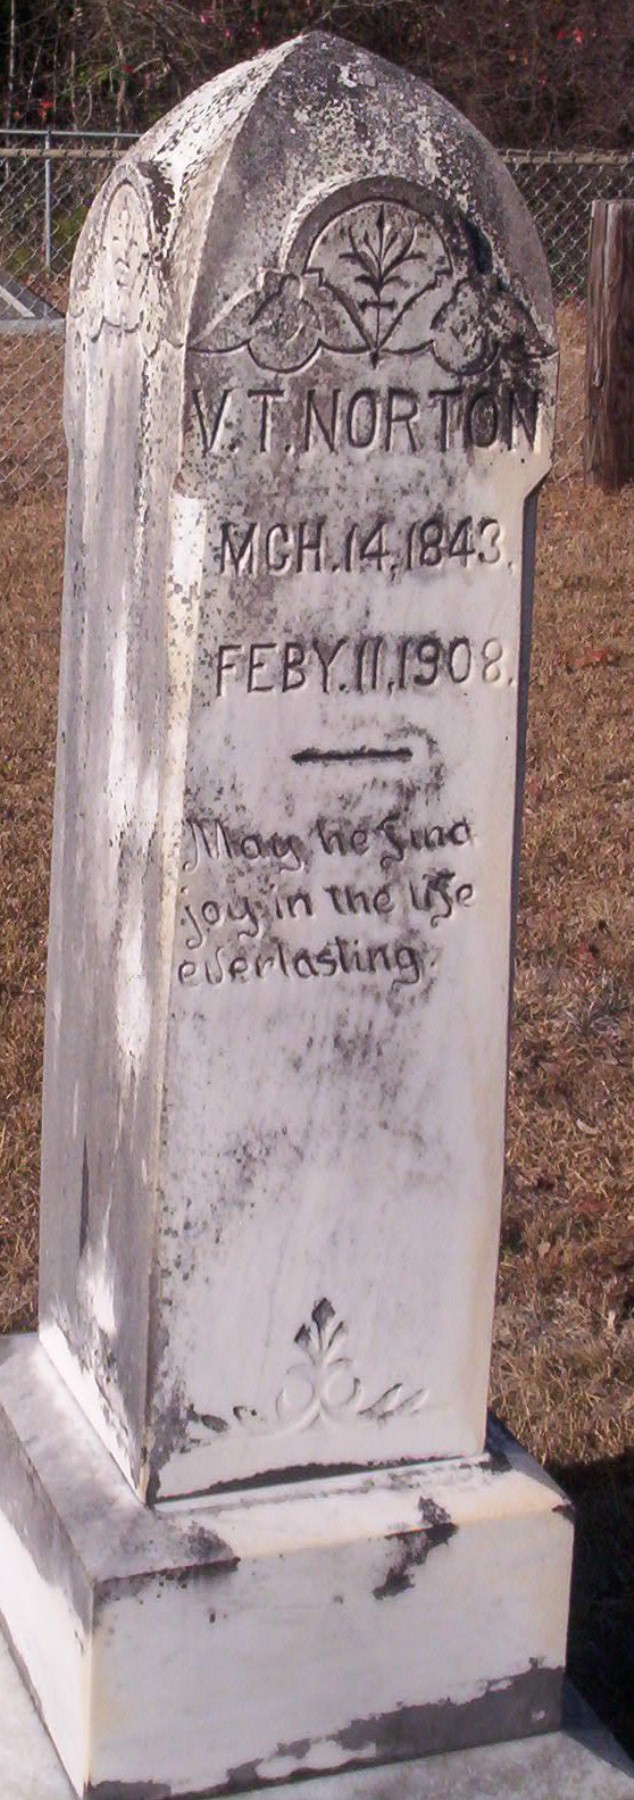 V. T. NORTON
MCH. 14, 1843.
FEBY. 11, 1908.
May he find
joy in the life
everlasting.